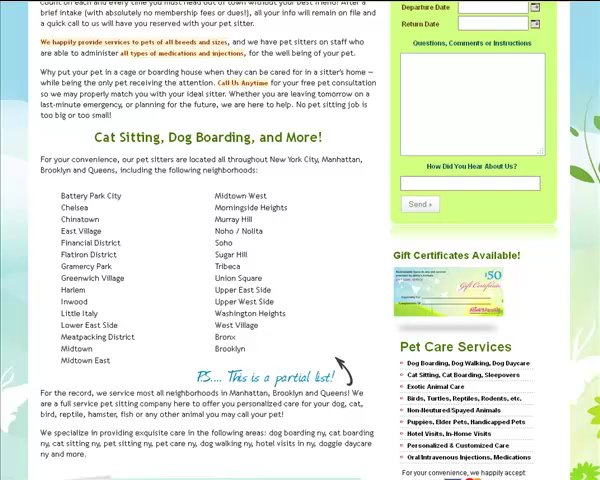 count on each and every time you must head out of town without your best friend! After a
brief intake (with absolutely no membership fees or dues!), all your info will remain on file and
a quick call to us will have you reserved with your pet sitter.
We happily provide services to pets of all breeds and sizes, and we have pet sitters on staff who
are able to administer all types of medications and injections, for the well being of your pet.
Why put your pet in a cage or boarding house when they can be cared for in a sitter's home —
while being the only pet receiving the attention. Call Us Anytime for your free pet consultation
so we may properly match you with your ideal sitter. Whether you are leaving tomorrow on a
last-minute emergency, or planning for the future, we are here to help. No pet sitting job is
too big or too small!
Cat Sitting, Dog Boarding, and More!
For your convenience, our pet sitters are located all throughout New York City, Manhattan,
Brooklyn and Queens, including the following neighborhoods:
Battery Park City
Chelsea
Chinatown
East Village
Financial District
Flatiron District
Gramercy Park
Greenwich Village
Harlem
Inwood
Little Italy
Lower East Side
Meatpacking District
Midtown
Midtown East
Midtown West
Morningside Heights
Murray Hill
Noho / Nolita
Soho
Sugar Hill
Tribeca
Union Square
Upper East Side
Upper West Side
Washington Heights
West Village
Bronx
Brooklyn
P.S.... This is a partial list!
For the record, we service most all neighborhoods in Manhattan, Brooklyn and Queens! We
are a full service pet sitting company here to offer you personalized care for your dog, cat,
bird, reptile, hamster, fish or any other animal you may call your pet!
We specialize in providing exquisite care in the following areas: dog boarding ny, cat boarding
ny, cat sitting ny, pet sitting ny, pet care ny, dog walking ny, hotel visits in ny, doggie daycare
ny and more.
Departure Date
Return Date
Questions, Comments or Instructions
How Did You Hear About Us?
Send »
Gift Certificates Available!
$50
Gift Certificate
Pet Care Services
Dog Boarding, Dog Walking, Dog Daycare
Cat Sitting, Cat Boarding, Sleepovers
Exotic Animal Care
Birds, Turtles, Reptiles, Rodents, etc.
Non-Neutured Spayed Animals
Puppies, Elder Pets, Handicapped Pets
Hotel Visits, In-Home Visits
Personalized & Customized Care
Oral Intravenous Injections, Medications
For your convenience, we happily accept